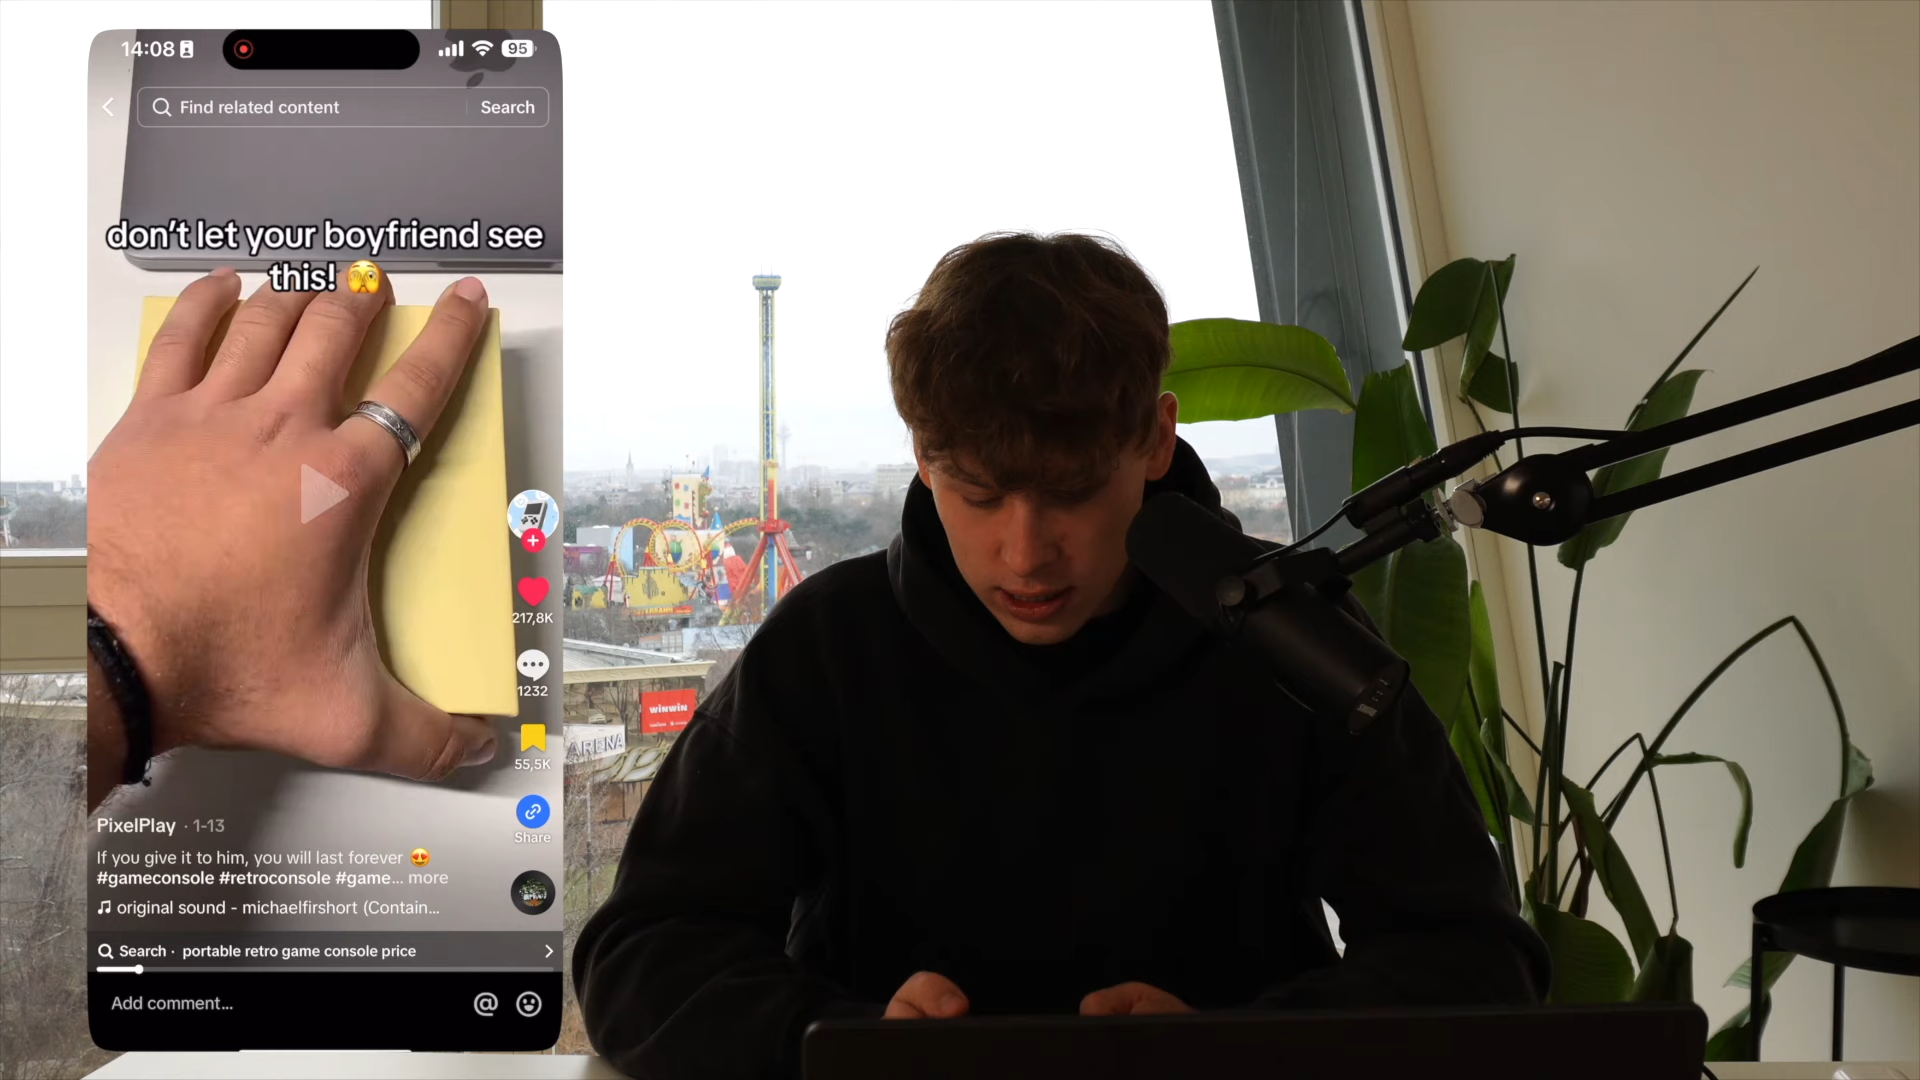 14:08
95
Find related content
Search
don't let your boyfriend see
this! 🫣
217,8K
1232
55,5K
Share
PixelPlay · 1-13
If you give it to him, you will last forever 😍
#gameconsole #retroconsole #game... more
original sound - michaelfirshort (Contain...
Search · portable retro game console price
Add comment...
winwin
ARENA